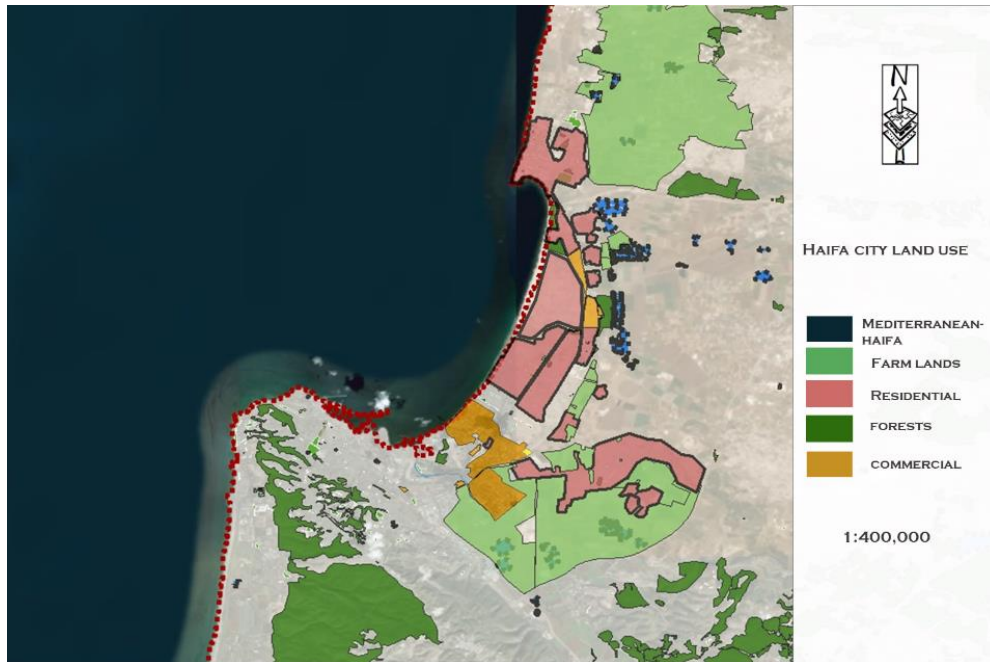 N
HAIFA CITY LAND USE
MEDITERRANEAN-
HAIFA
FARM LANDS
RESIDENTIAL
FORESTS
COMMERCIAL
1:400,000